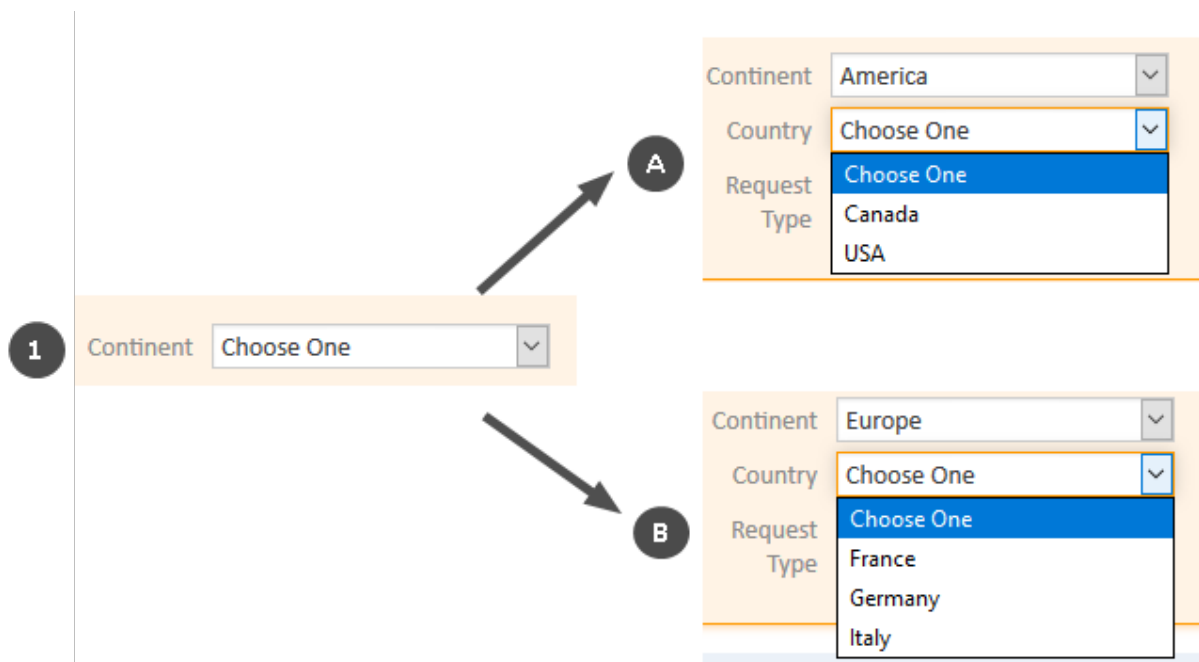 Continent America
Country Choose One
Choose One
Request
Type
Canada
USA
A
1
Continent Choose One
Continent Europe
Country Choose One
Choose One
Request
Type
France
Germany
Italy
B